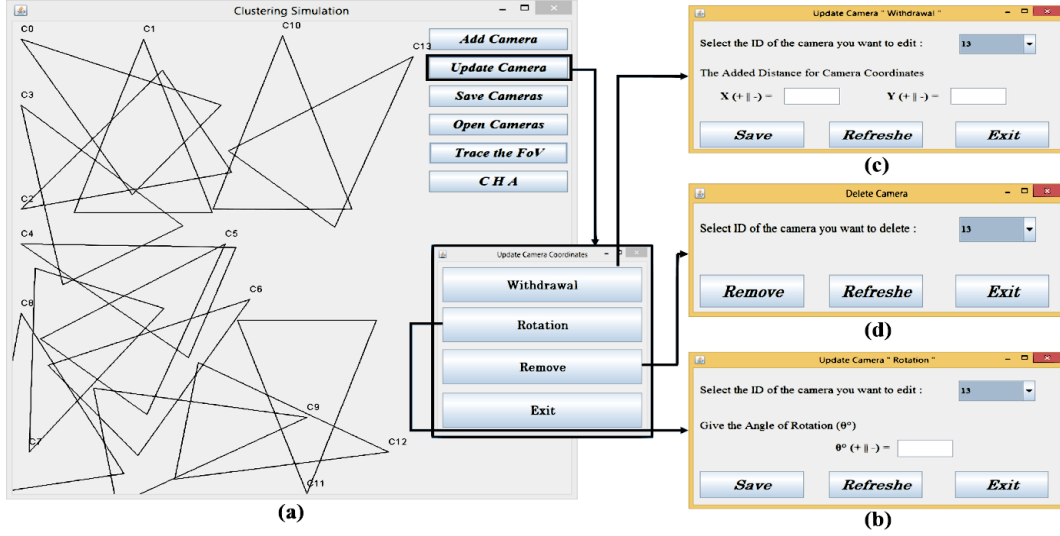 Clustering Simulation
C0
C1
C10
C13
C3
C2
C4
C5
C6
C8
C7
C9
C12
C11
Add Camera
Update Camera
Save Cameras
Open Cameras
Trace the FoV
C H A
Update Camera Coordinates
Withdrawal
Rotation
Remove
Exit
(a)
Update Camera " Withdrawal "
Select the ID of the camera you want to edit :
13
The Added Distance for Camera Coordinates
X (+ || -) =
Y (+ || -) =
Save
Refreshe
Exit
(c)
Delete Camera
Select ID of the camera you want to delete :
13
Remove
Refreshe
Exit
(d)
Update Camera " Rotation "
Select the ID of the camera you want to edit :
13
Give the Angle of Rotation (θ°)
θ° (+ || -) =
Save
Refreshe
Exit
(b)